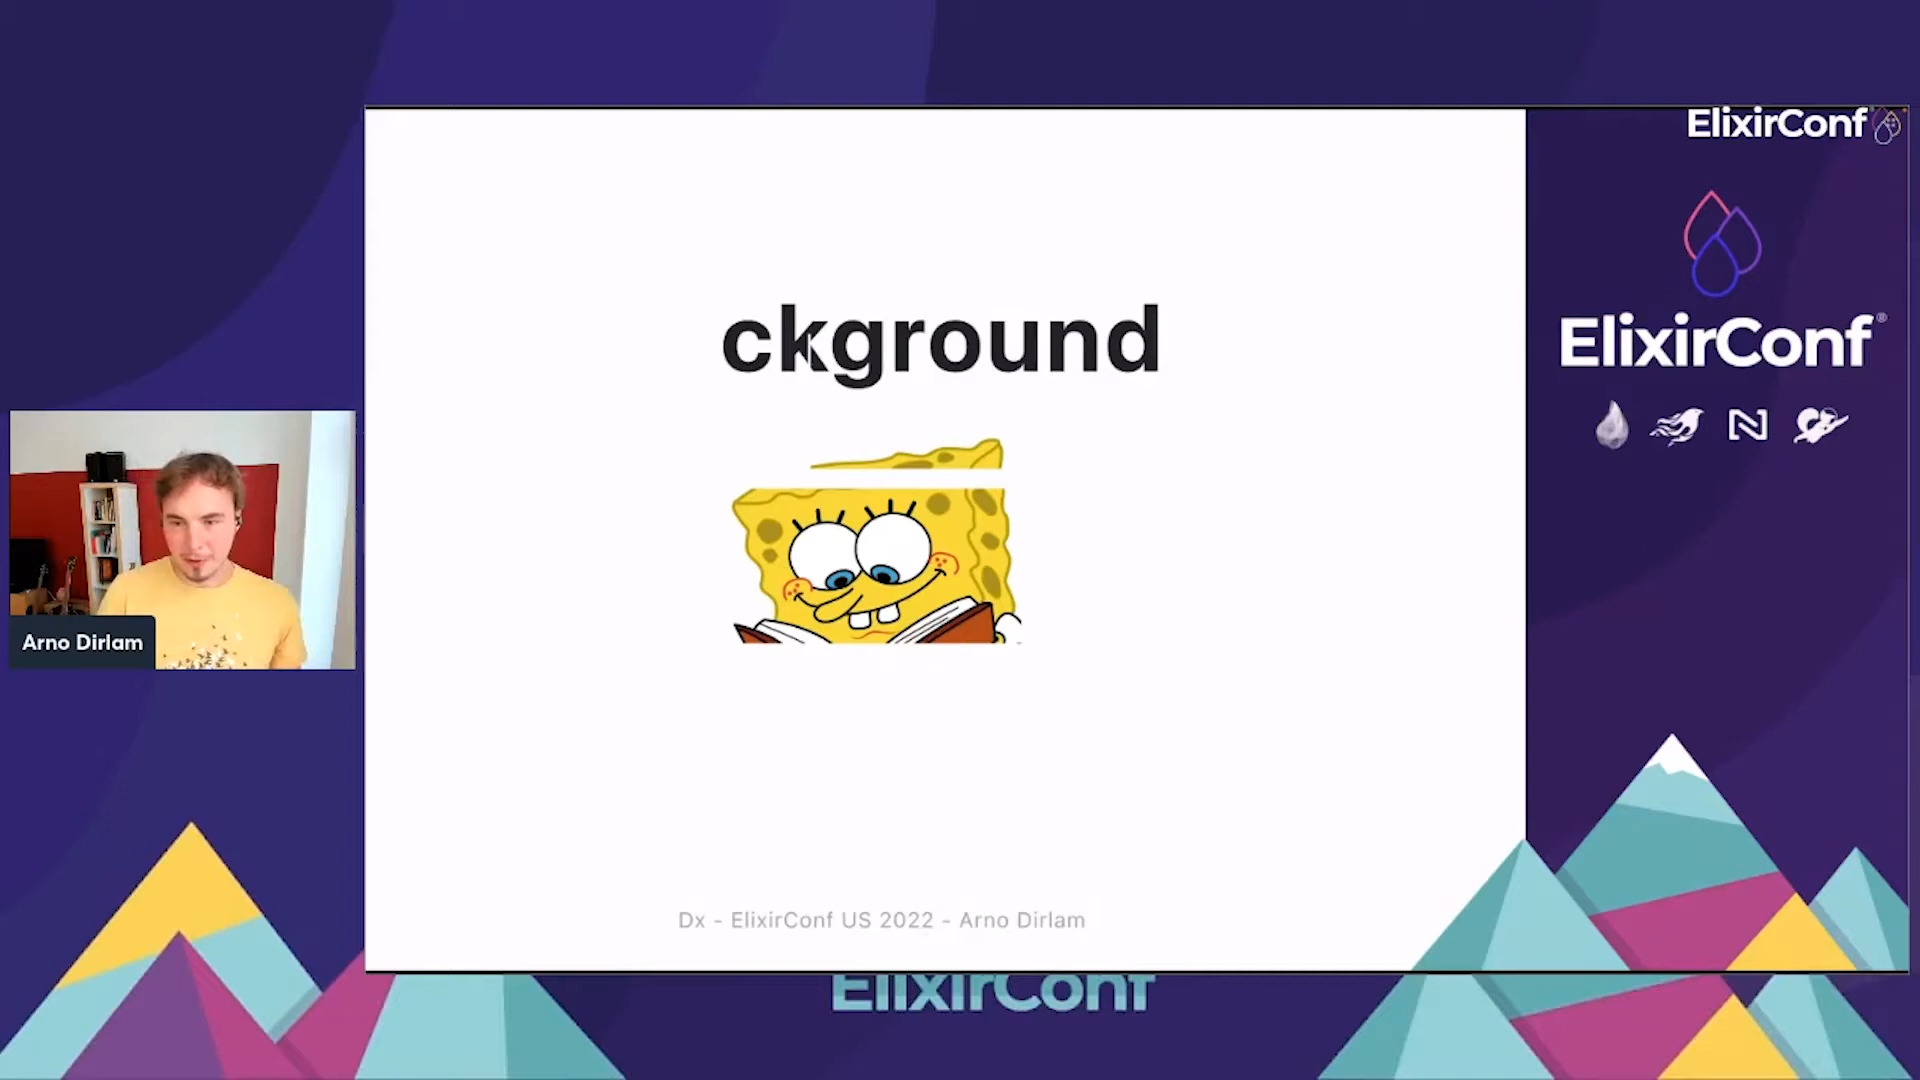 ElixirConf
ckground
ElixirConf®
Arno Dirlam
Dx - ElixirConf US 2022 - Arno Dirlam
ElixirConf